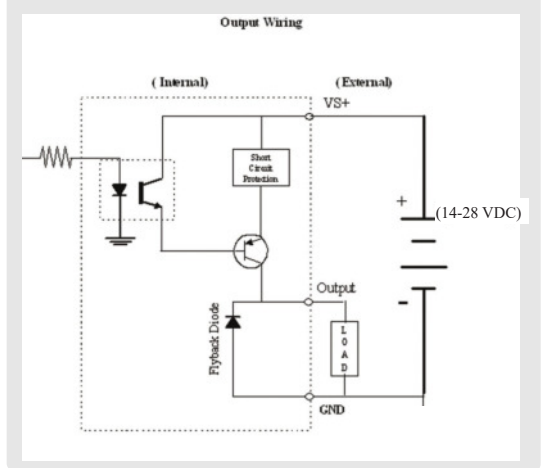 Output Wiring
( Internal)
( External)
VS+
Short
Circuit
Protection
+
(14-28 VDC)
Output
Flyback Diode
L
O
A
D
-
GND